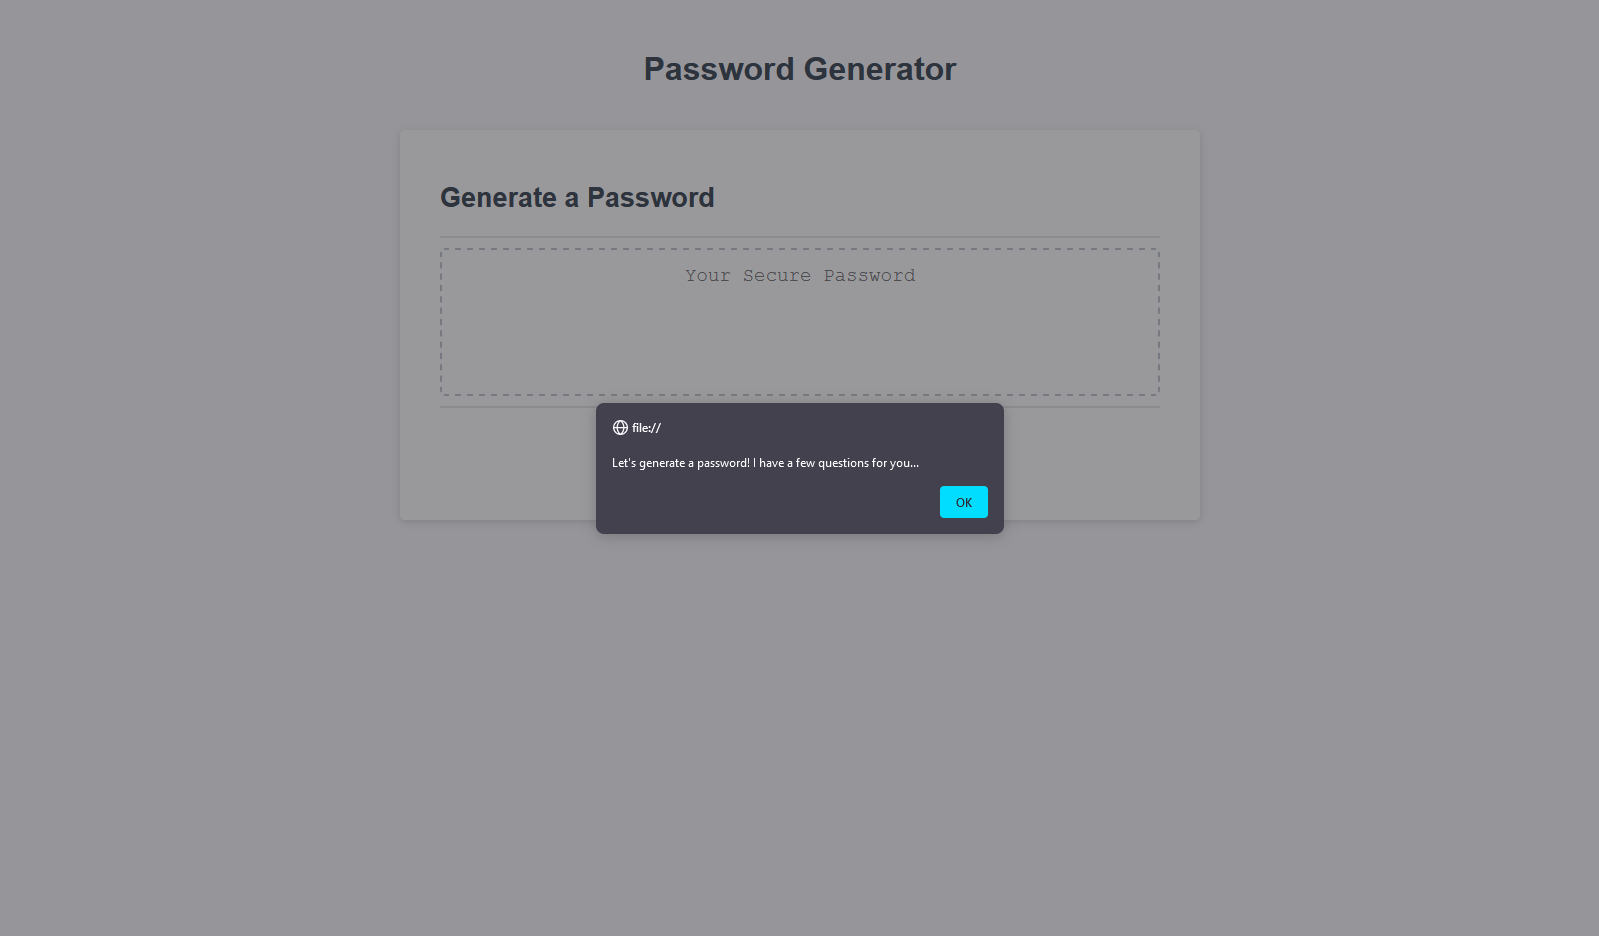 Password Generator
Generate a Password
Your Secure Password
file://
Let's generate a password! I have a few questions for you...
OK